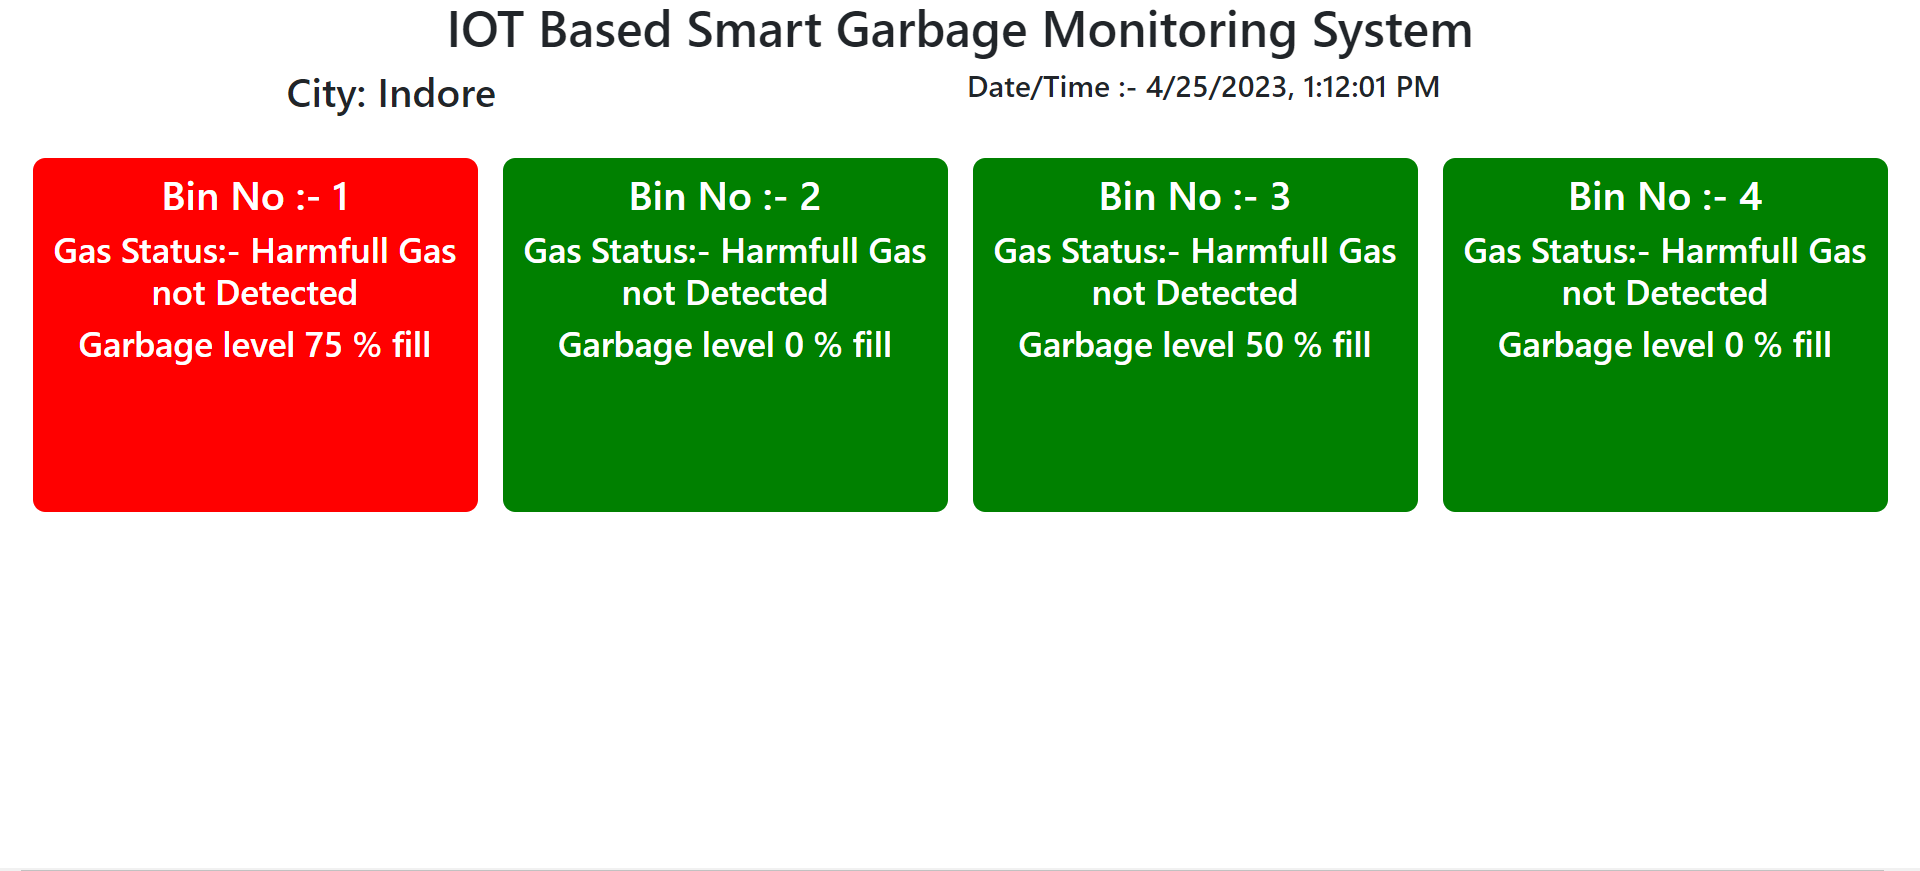 IOT Based Smart Garbage Monitoring System
City: Indore
Date/Time :- 4/25/2023, 1:12:01 PM
Bin No :- 1
Gas Status:- Harmfull Gas
not Detected
Garbage level 75 % fill
Bin No :- 2
Gas Status:- Harmfull Gas
not Detected
Garbage level 0 % fill
Bin No :- 3
Gas Status:- Harmfull Gas
not Detected
Garbage level 50 % fill
Bin No :- 4
Gas Status:- Harmfull Gas
not Detected
Garbage level 0 % fill